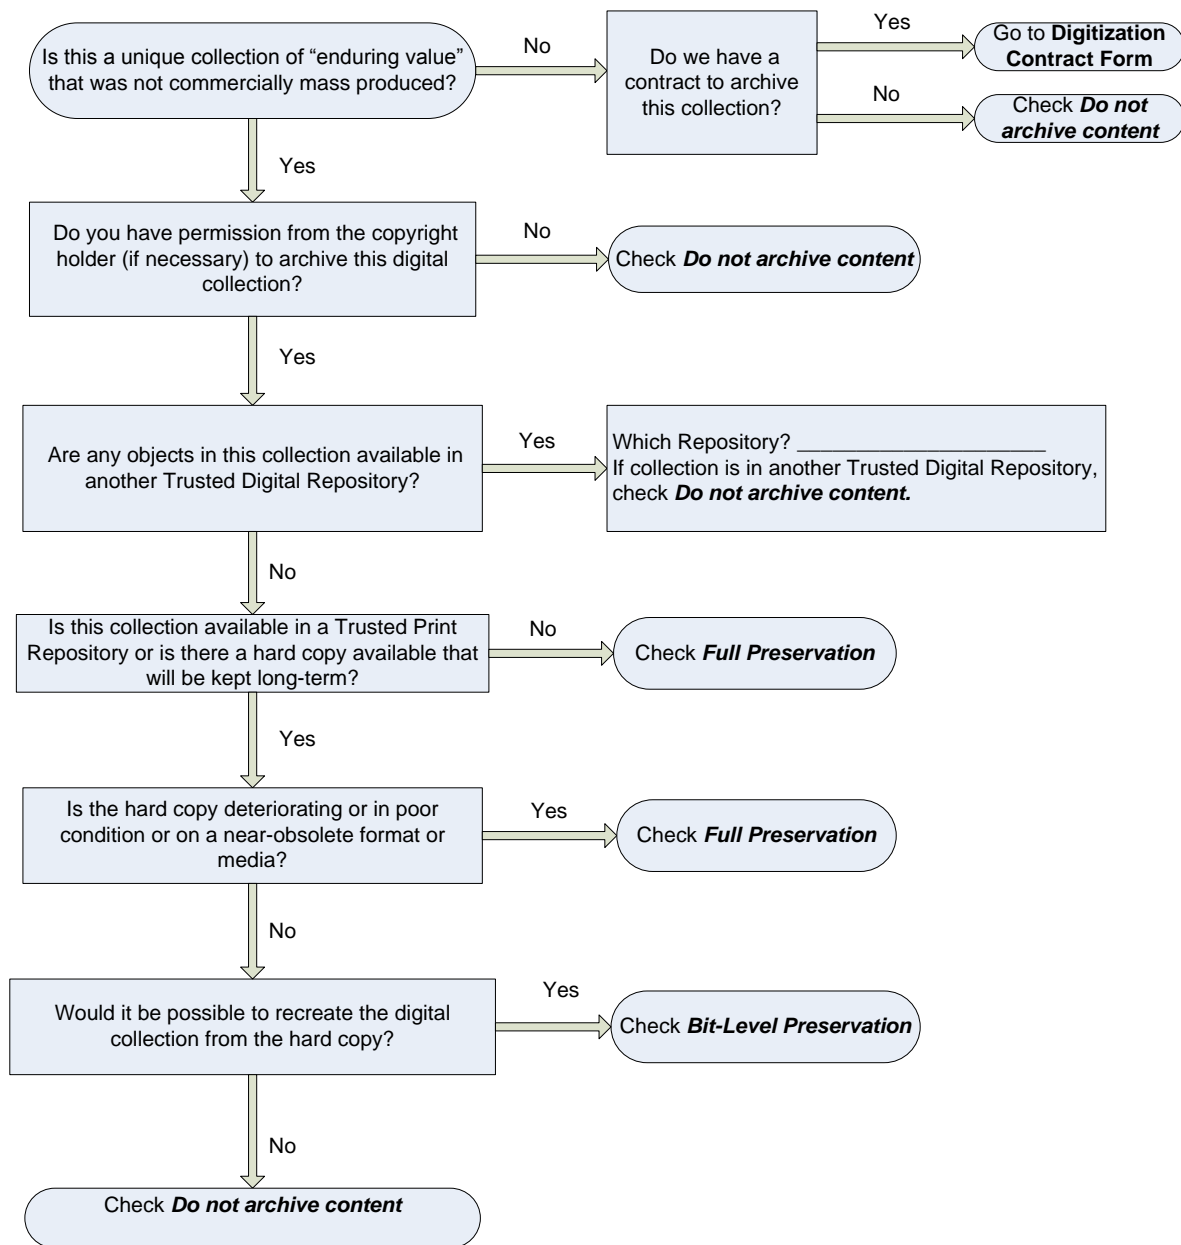 Is this a unique collection of “enduring value”
that was not commercially mass produced?
No
Do we have a
contract to archive
this collection?
Yes
Go to Digitization
Contract Form
No
Check Do not
archive content
Yes
Do you have permission from the copyright
holder (if necessary) to archive this digital
collection?
No
Check Do not archive content
Yes
Are any objects in this collection available in
another Trusted Digital Repository?
Yes
Which Repository? _____________________
If collection is in another Trusted Digital Repository,
check Do not archive content.
No
Is this collection available in a Trusted Print
Repository or is there a hard copy available that
will be kept long-term?
No
Check Full Preservation
Yes
Is the hard copy deteriorating or in poor
condition or on a near-obsolete format or
media?
Yes
Check Full Preservation
No
Would it be possible to recreate the digital
collection from the hard copy?
Yes
Check Bit-Level Preservation
No
Check Do not archive content